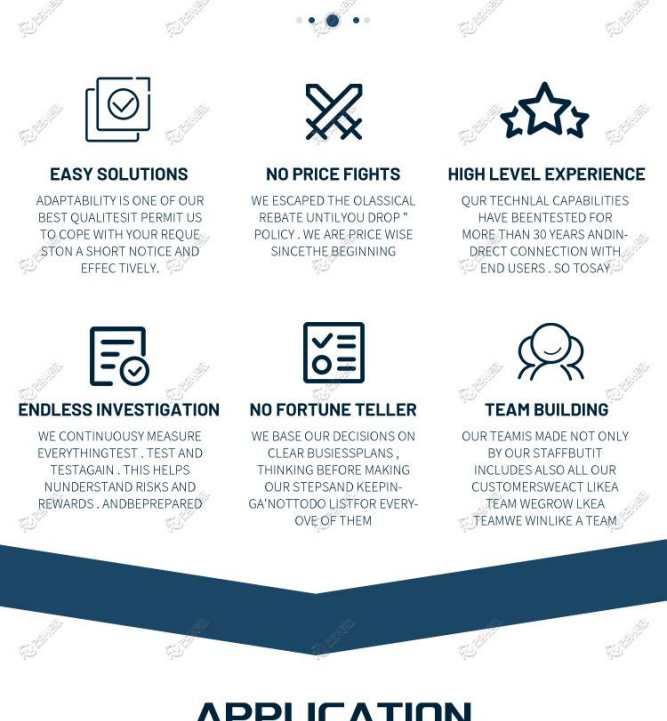 EASY SOLUTIONS
ADAPTABILITY IS ONE OF OUR
BEST QUALITESIT PERMIT US
TO COPE WITH YOUR REQUE
STON A SHORT NOTICE AND
EFFEC TIVELY.
NO PRICE FIGHTS
WE ESCAPED THE OLASSICAL
REBATE UNTILYOU DROP "
POLICY . WE ARE PRICE WISE
SINCETHE BEGINNING
HIGH LEVEL EXPERIENCE
QUR TECHNLAL CAPABILITIES
HAVE BEENTESTED FOR
MORE THAN 30 YEARS ANDIN-
DRECT CONNECTION WITH
END USERS . SO TOSAY
ENDLESS INVESTIGATION
WE CONTINUOUSY MEASURE
EVERYTHINGTEST . TEST AND
TESTAGAIN . THIS HELPS
NUNDERSTAND RISKS AND
REWARDS . ANDBEPREPARED
NO FORTUNE TELLER
WE BASE OUR DECISIONS ON
CLEAR BUSIESSPLANS ,
THINKING BEFORE MAKING
OUR STEPSAND KEEPIN-
GA'NOTTODO LISTFOR EVERY-
OVE OF THEM
TEAM BUILDING
OUR TEAMIS MADE NOT ONLY
BY OUR STAFFBUTIT
INCLUDES ALSO ALL OUR
CUSTOMERSWEACT LIKEA
TEAM WEGROW LKEA
TEAMWE WINLIKE A TEAM
APPLICATION